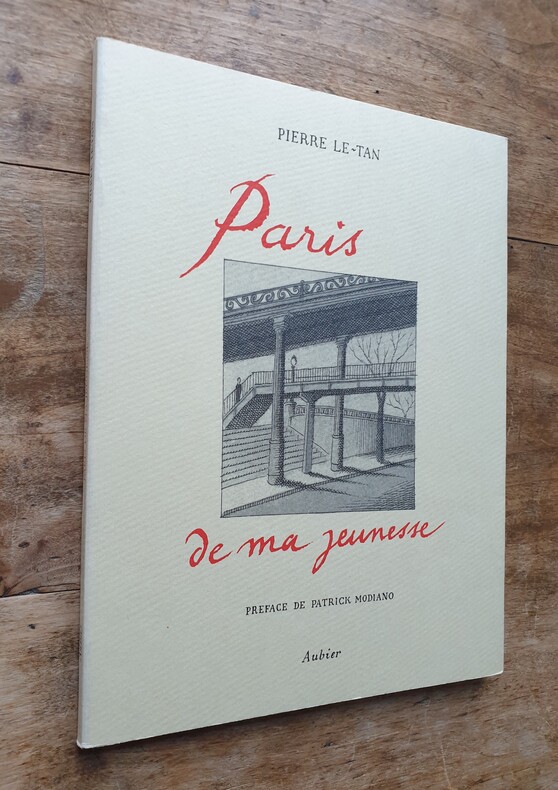 PIERRE LE-TAN
Paris
de ma jeunesse
PREFACE DE PATRICK MODIANO
Aubier